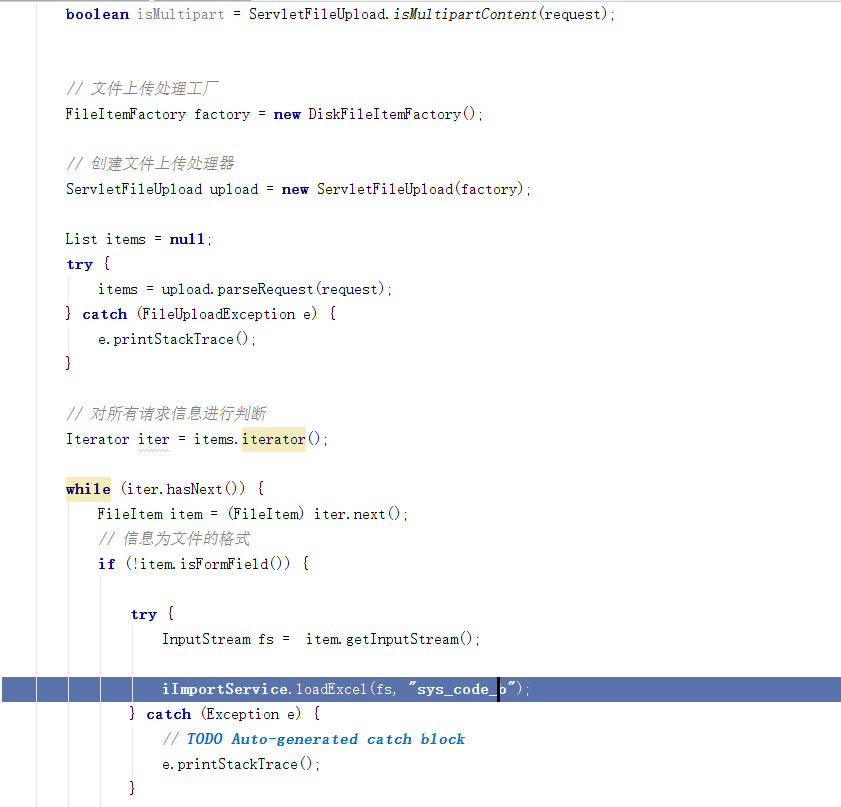 boolean isMultipart = ServletFileUpload.isMultipartContent(request);
// 文件上传处理工厂
FileItemFactory factory = new DiskFileItemFactory();
// 创建文件上传处理器
ServletFileUpload upload = new ServletFileUpload(factory);
List items = null;
try {
items = upload.parseRequest(request);
} catch (FileUploadException e) {
e.printStackTrace();
}
// 对所有请求信息进行判断
Iterator iter = items.iterator();
while (iter.hasNext()) {
FileItem item = (FileItem) iter.next();
// 信息为文件的格式
if (!item.isFormField()) {
try {
InputStream fs =  item.getInputStream();
iImportService.loadExcel(fs, "sys_code_b");
} catch (Exception e) {
// TODO Auto-generated catch block
e.printStackTrace();
}